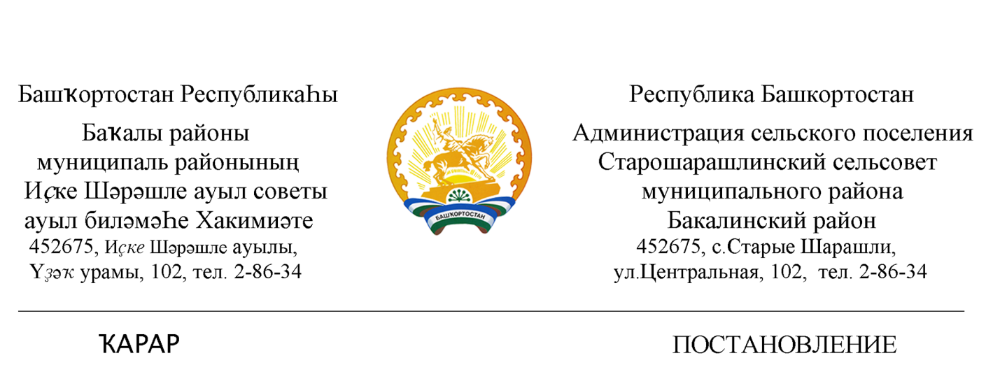 Башҡортостан Республикаһы
Баҡалы районы
муниципаль районының
Иҫке Шәрәшле ауыл советы
ауыл биләмәһе Хакимиәте
452675, Иҫке Шәрәшле ауылы,
Үҙәҡ урамы, 102, тел. 2-86-34
БАШҠОРТОСТАН
Республика Башкортостан
Администрация сельского поселения
Старошарашлинский сельсовет
муниципального района
Бакалинский район
452675, с.Старые Шарашли,
ул.Центральная, 102, тел. 2-86-34
ҠАРАР
ПОСТАНОВЛЕНИЕ